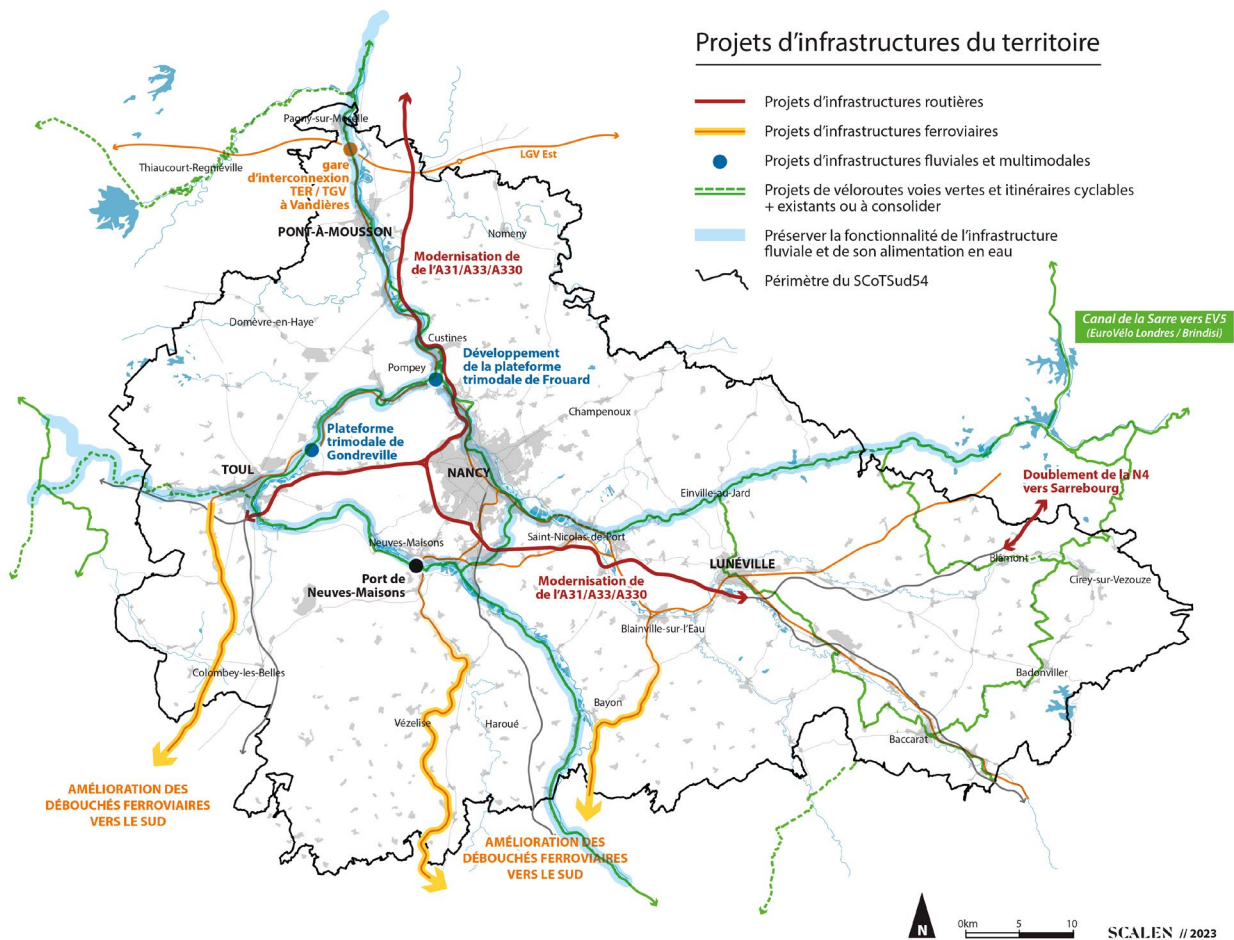 Projets d'infrastructures du territoire
Projets d'infrastructures routières
Projets d'infrastructures ferroviaires
Projets d'infrastructures fluviales et multimodales
Projets de véloroutes voies vertes et itinéraires cyclables
+ existants ou à consolider
Préserver la fonctionnalité de l'infrastructure
fluviale et de son alimentation en eau
Périmètre du SCoTSud54
Pagny-sur-Moselle
LGV Est
Thiaucourt-Regniéville
gare
d'interconnexion
TER / TGV
à Vandières
PONT-À-MOUSSON
Nomeny
Modernisation de
de l'A31/A33/A330
Canal de la Sarre vers EV5
(EuroVélo Londres / Brindisi)
Domèvre-en-Haye
Custines
Pompey
Développement
de la plateforme
trimodale de Frouard
Champenoux
Plateforme
trimodale de
Gondreville
TOUL
NANCY
Doublement de la N4
vers Sarrebourg
Einville-au-Jard
Neuves-Maisons
Saint-Nicolas-de-Port
Port de
Neuves-Maisons
LUNÉVILLE
Blâmont
Cirey-sur-Vezouze
Modernisation de
de l'A31/A33/A330
Blainville-sur-l'Eau
Colombey-les-Belles
Badonviller
Bayon
Vézelise
Haroué
Baccarat
AMÉLIORATION DES
DÉBOUCHÉS FERROVIAIRES
VERS LE SUD
AMÉLIORATION DES
DÉBOUCHÉS FERROVIAIRES
VERS LE SUD
N
0km 5 10
SCALEN // 2023